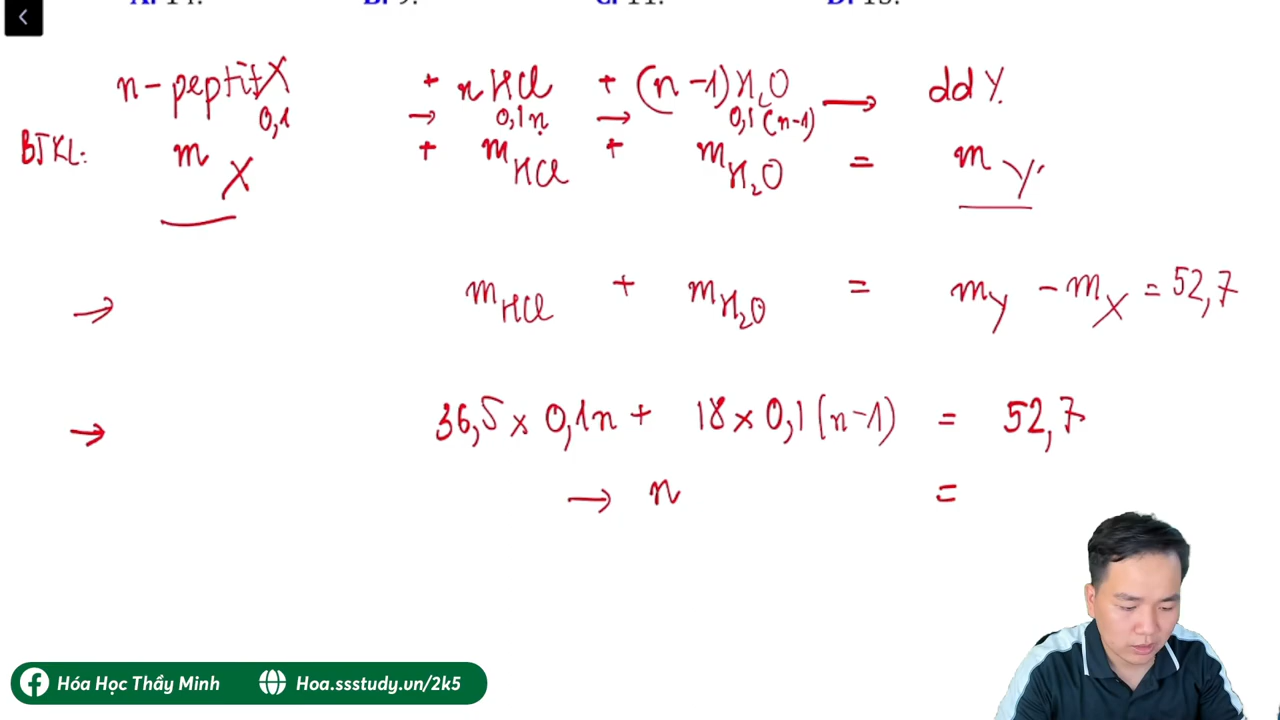 n - peptit X + n HCl + (n - 1) H₂O → dd Y.
0,1 → 0,1n → 0,1 (n-1)
BTKL: m X + m HCl + m H₂O = m Y
⇒ m HCl + m H₂O = m Y - m X = 52,7
→ 36,5 x 0,1n + 18 x 0,1 (n-1) = 52,7
→ n =
Hóa Học Thầy Minh Hoa.ssstudy.vn/2k5